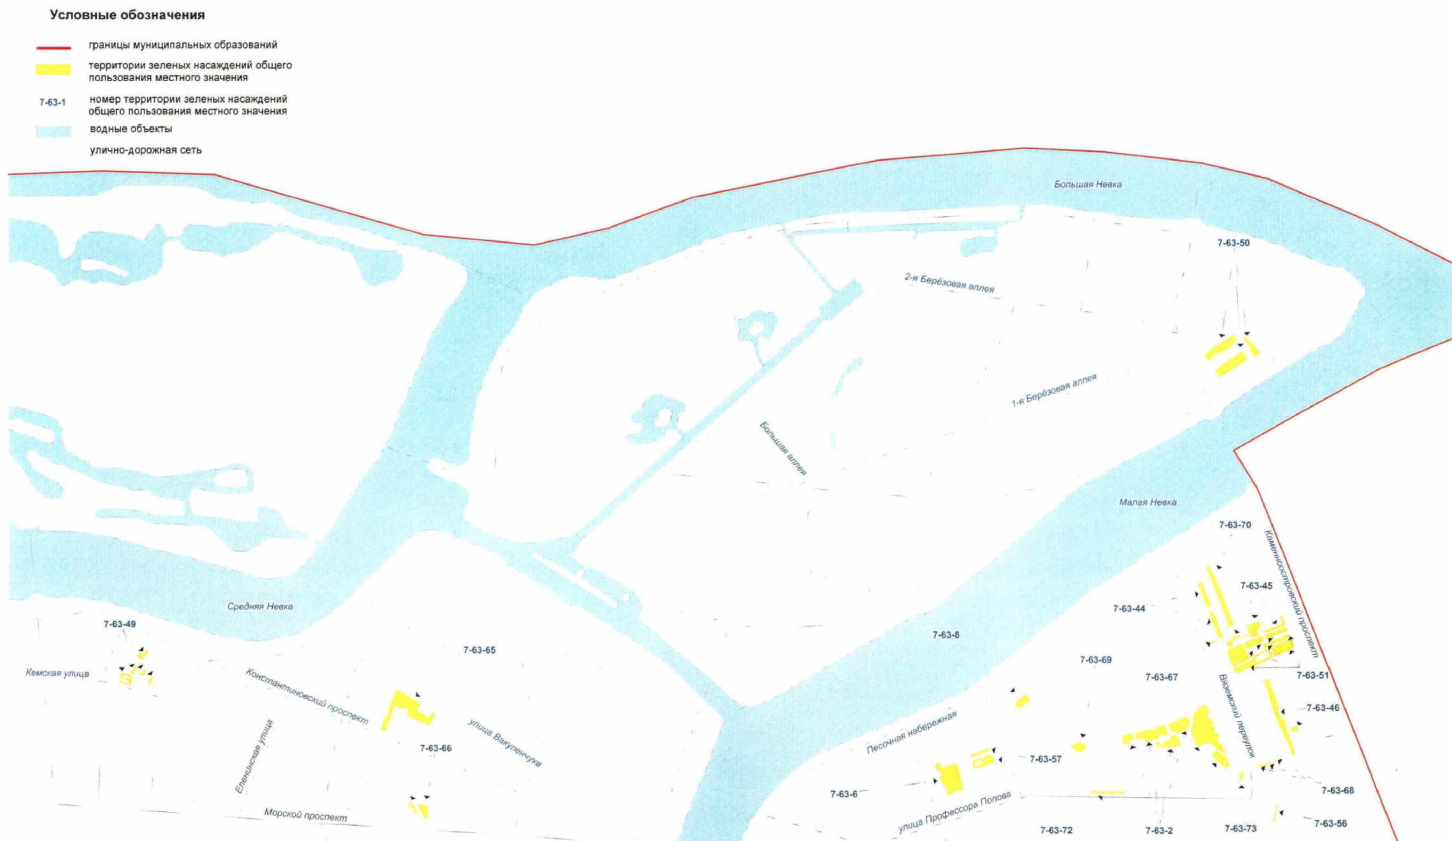 Условные обозначения
границы муниципальных образований
территории зеленых насаждений общего
пользования местного значения
7-63-1
номер территории зеленых насаждений
общего пользования местного значения
водные объекты
улично-дорожная сеть
Большая Невка
7-63-50
2-я Берёзовая аллея
1-я Берёзовая аллея
Большая аллея
Малая Невка
7-63-70
Каменноостровский проспект
7-63-45
7-63-44
Средняя Невка
7-63-49
7-63-8
7-63-65
7-63-69
Кемская улица
7-63-67
7-63-51
Константиновский проспект
Вяземский переулок
7-63-46
Песочная набережная
улица Вакуленчука
Еленинская улица
7-63-66
7-63-57
7-63-6
7-63-68
улица Профессора Попова
Морской проспект
7-63-72
7-63-2
7-63-73
7-63-56